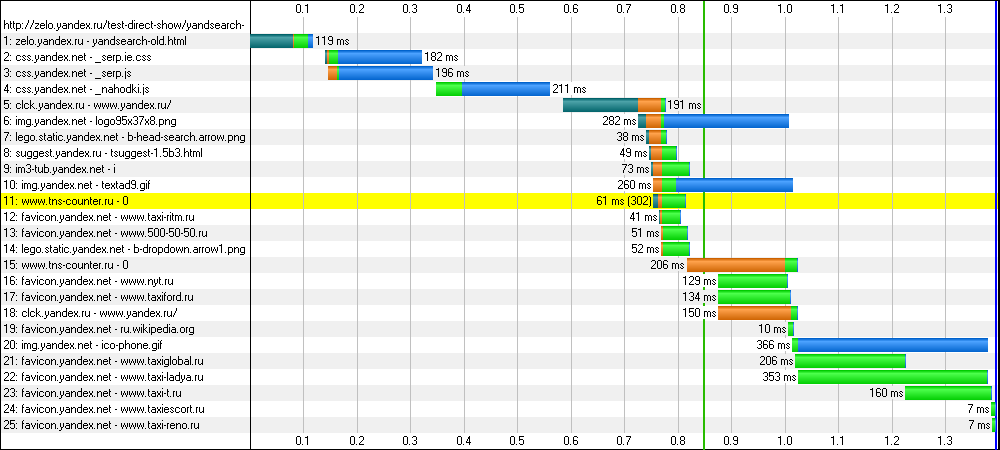 0.1 0.2 0.3 0.4 0.5 0.6 0.7 0.8 0.9 1.0 1.1 1.2 1.3
http://zelo.yandex.ru/test-direct-show/yandsearch-
1: zelo.yandex.ru - yandsearch-old.html 119 ms
2: css.yandex.net - _serp.ie.css 182 ms
3: css.yandex.net - _serp.js 196 ms
4: css.yandex.net - _nahodki.js 211 ms
5: clck.yandex.ru - www.yandex.ru/ 191 ms
6: img.yandex.net - logo95x37x8.png 282 ms
7: lego.static.yandex.net - b-head-search.arrow.png 38 ms
8: suggest.yandex.ru - tsuggest-1.5b3.html 49 ms
9: im3-tub.yandex.net - i 73 ms
10: img.yandex.net - textad9.gif 260 ms
11: www.tns-counter.ru - 0 61 ms (302)
12: favicon.yandex.net - www.taxi-ritm.ru 41 ms
13: favicon.yandex.net - www.500-50-50.ru 51 ms
14: lego.static.yandex.net - b-dropdown.arrow1.png 52 ms
15: www.tns-counter.ru - 0 206 ms
16: favicon.yandex.net - www.nyt.ru 129 ms
17: favicon.yandex.net - www.taxiford.ru 134 ms
18: clck.yandex.ru - www.yandex.ru/ 150 ms
19: favicon.yandex.net - ru.wikipedia.org 10 ms
20: img.yandex.net - ico-phone.gif 366 ms
21: favicon.yandex.net - www.taxiglobal.ru 206 ms
22: favicon.yandex.net - www.taxi-ladya.ru 353 ms
23: favicon.yandex.net - www.taxi-t.ru 160 ms
24: favicon.yandex.net - www.taxiescort.ru 7 ms
25: favicon.yandex.net - www.taxi-reno.ru 7 ms
0.1 0.2 0.3 0.4 0.5 0.6 0.7 0.8 0.9 1.0 1.1 1.2 1.3